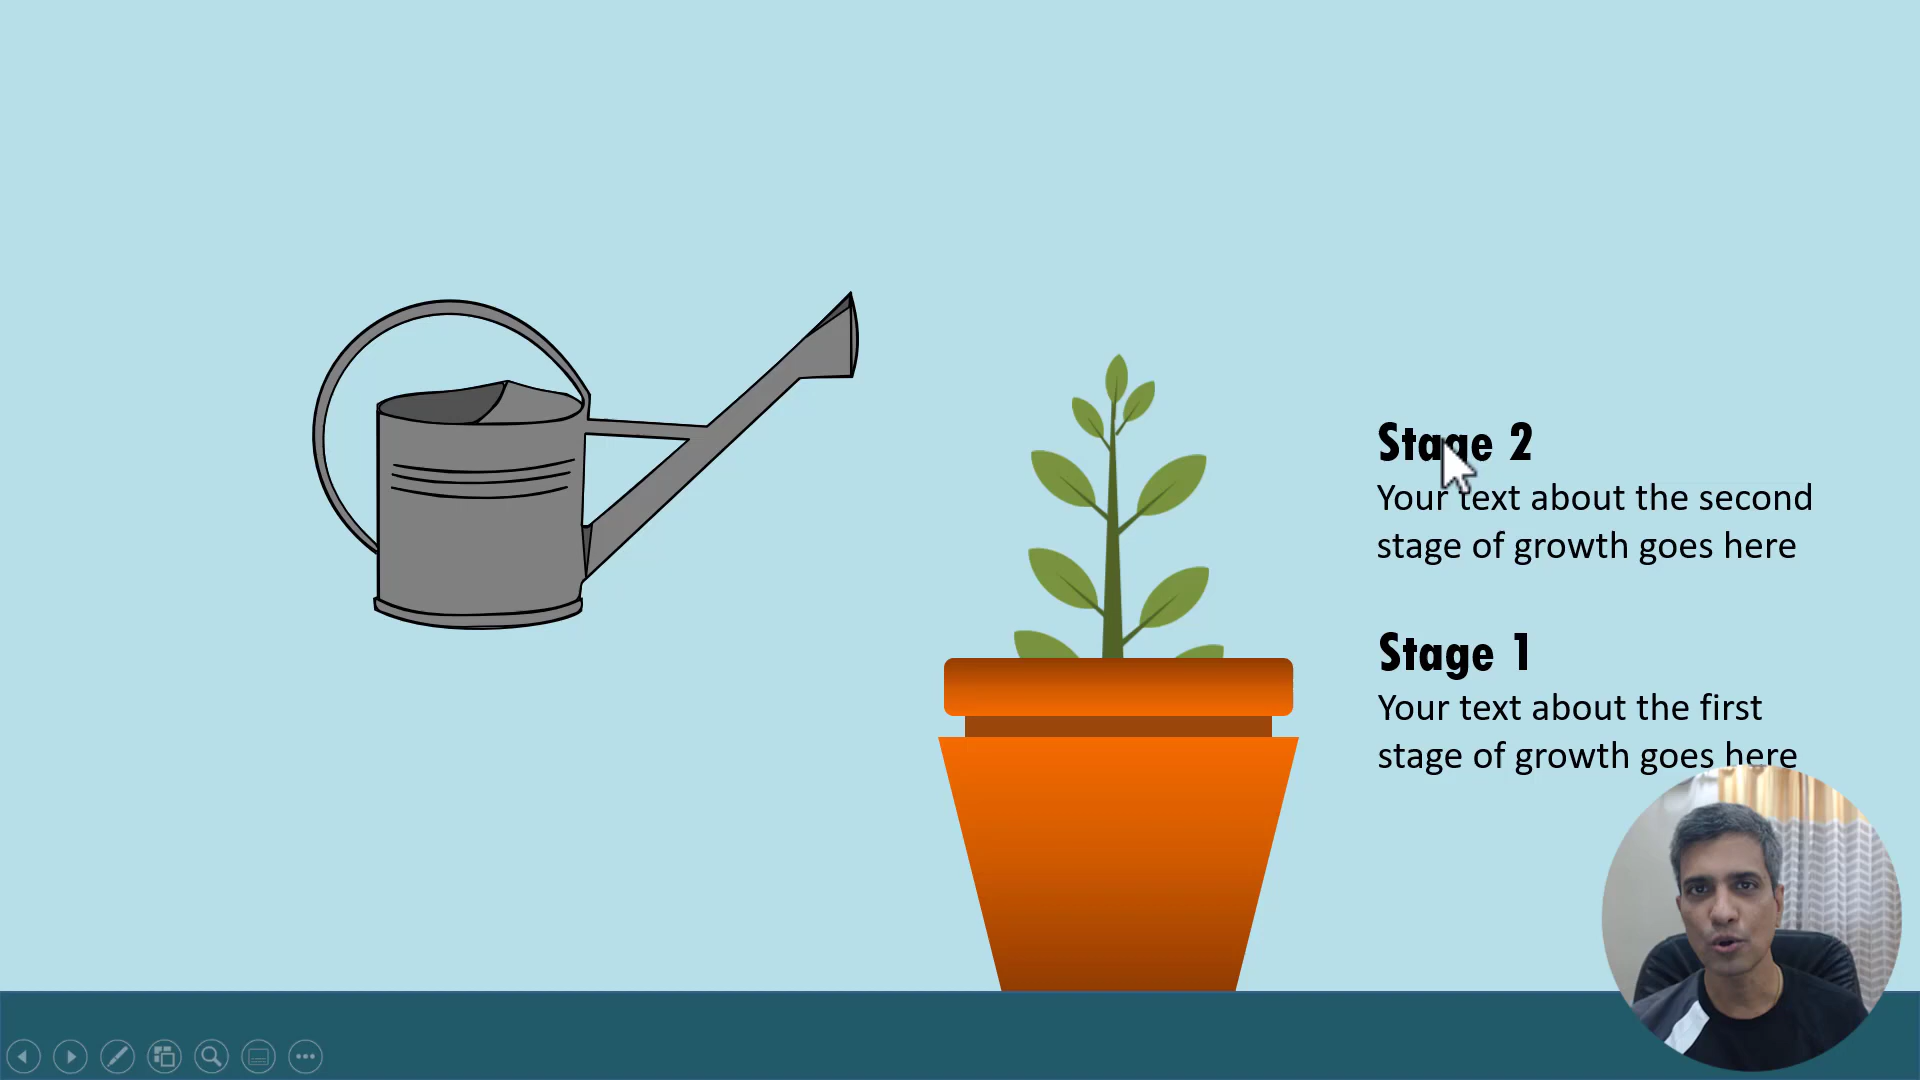 Stage 2
Your text about the second
stage of growth goes here
Stage 1
Your text about the first
stage of growth goes here